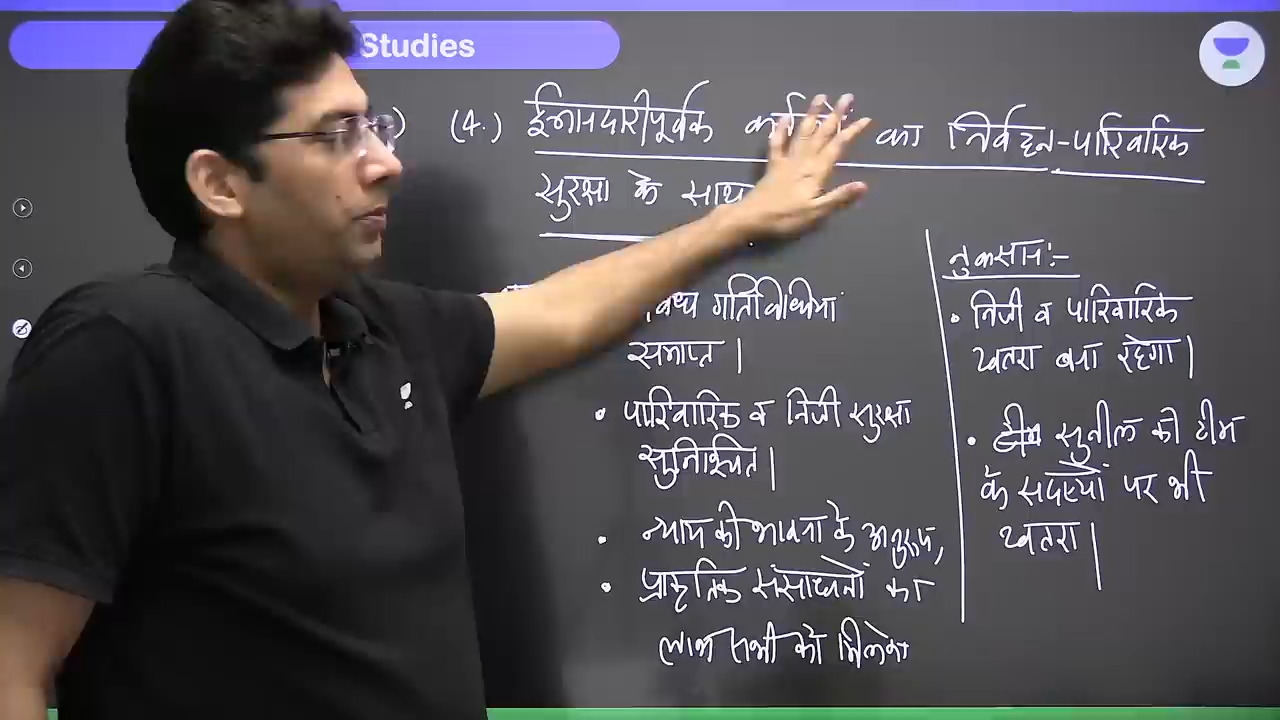 Studies
(4.) ईमानदारीपूर्वक का निर्वहन-पारिवारिक
सुरक्षा के साथ
गतिविधियां
समाप्त।
• पारिवारिक व निजी सुरक्षा
सुनिश्चित।
• न्याय की भावना के अनुरूप,
• प्राकृतिक संसाधनों का
लाभ सभी को मिलेगा
नुकसान:-
• निजी व पारिवारिक
खतरा बना रहेगा।
• सुनील की टीम
के सदस्यों पर भी
खतरा।